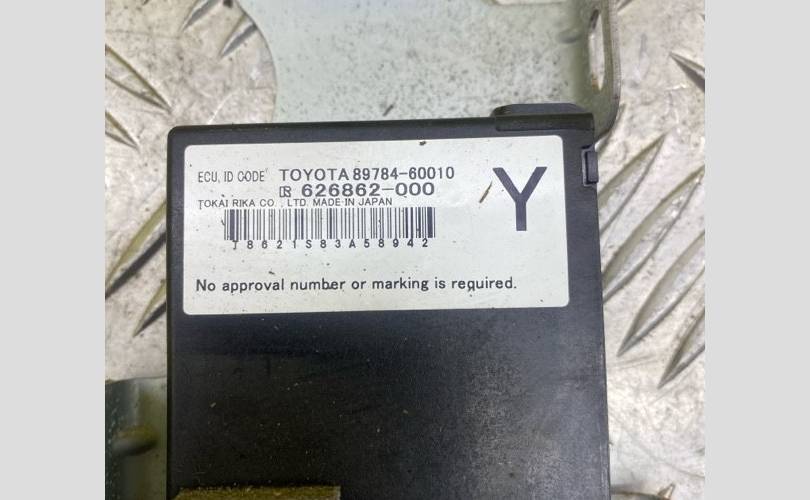 ECU, ID CODE TOYOTA 89784-60010
626862-000
TOKAI RIKA CO., LTD. MADE IN JAPAN
Y
J8621S83A58942
No approval number or marking is required.